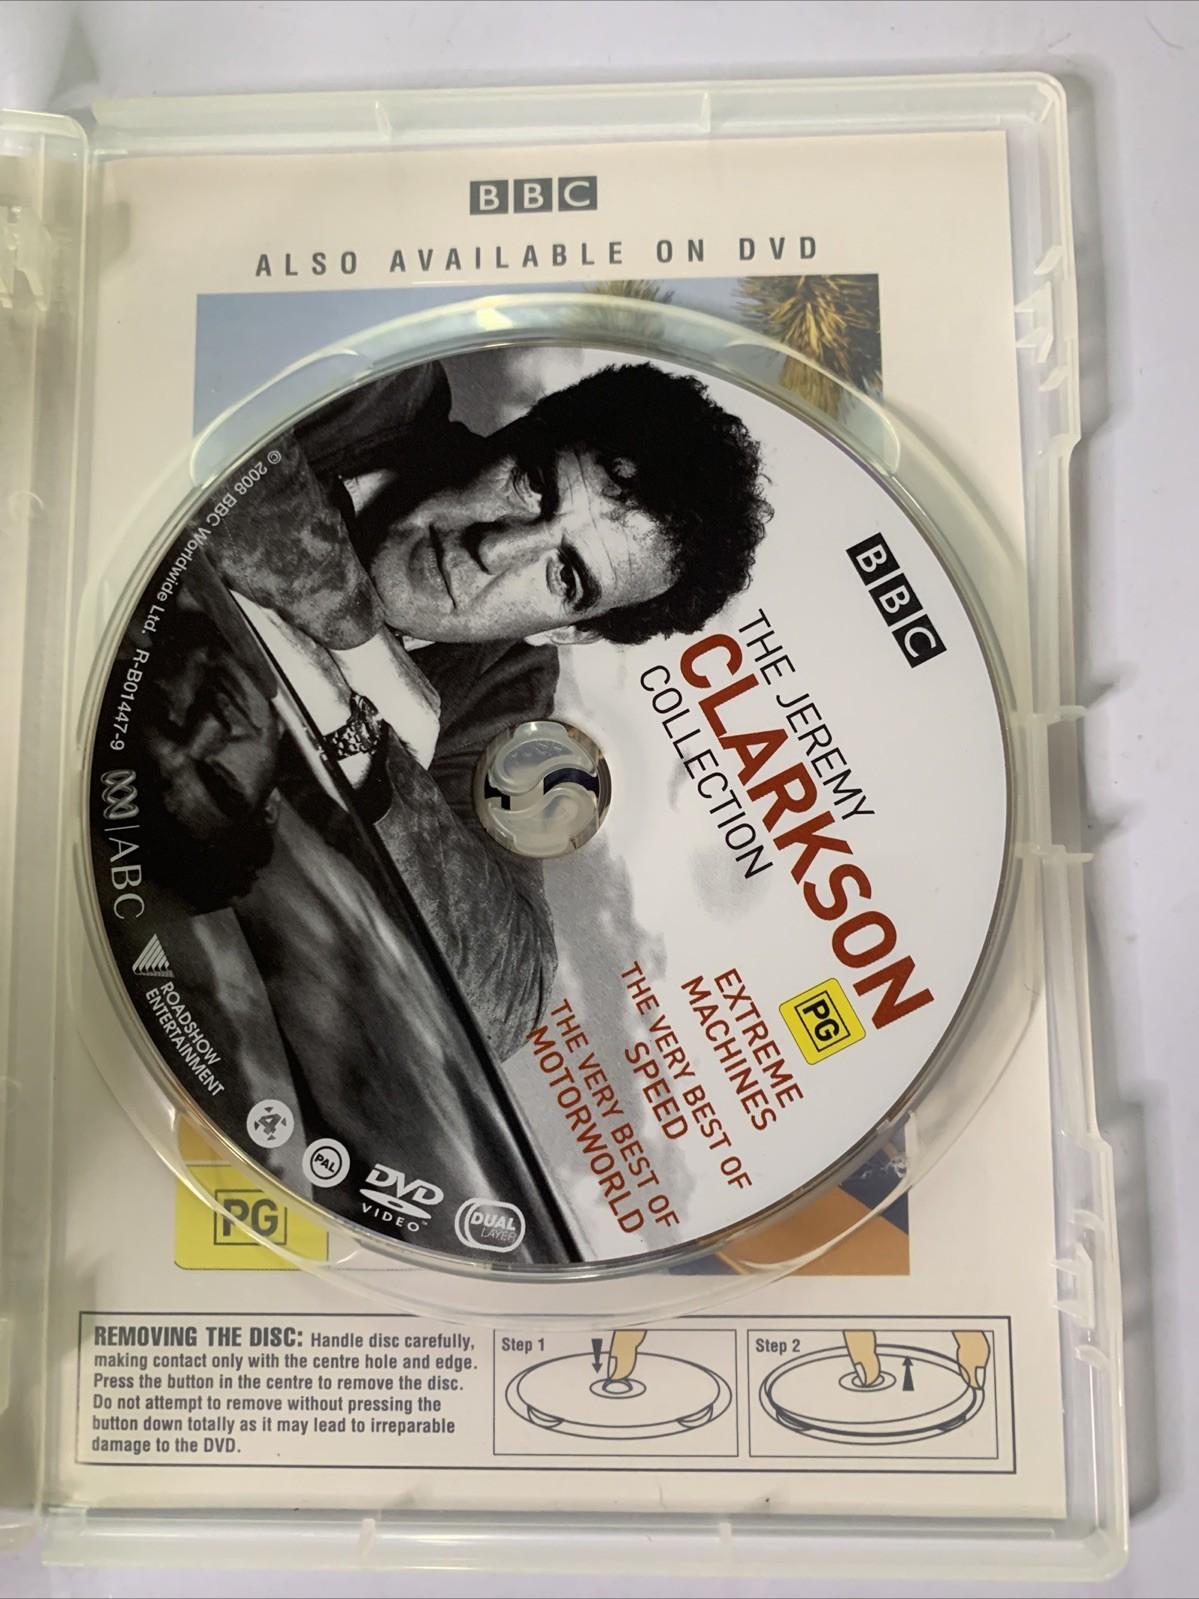 BBC
ALSO AVAILABLE ON DVD
BBC
THE JEREMY
CLARKSON
COLLECTION
PG
EXTREME
MACHINES
THE VERY BEST OF
SPEED
THE VERY BEST OF
MOTORWORLD
© 2008 BBC Worldwide Ltd. R-B01447-9
ABC
ROADSHOW
ENTERTAINMENT
4
PAL
DVD
VIDEO™
DUAL
LAYER
PG
REMOVING THE DISC: Handle disc carefully,
making contact only with the centre hole and edge.
Press the button in the centre to remove the disc.
Do not attempt to remove without pressing the
button down totally as it may lead to irreparable
damage to the DVD.
Step 1
Step 2